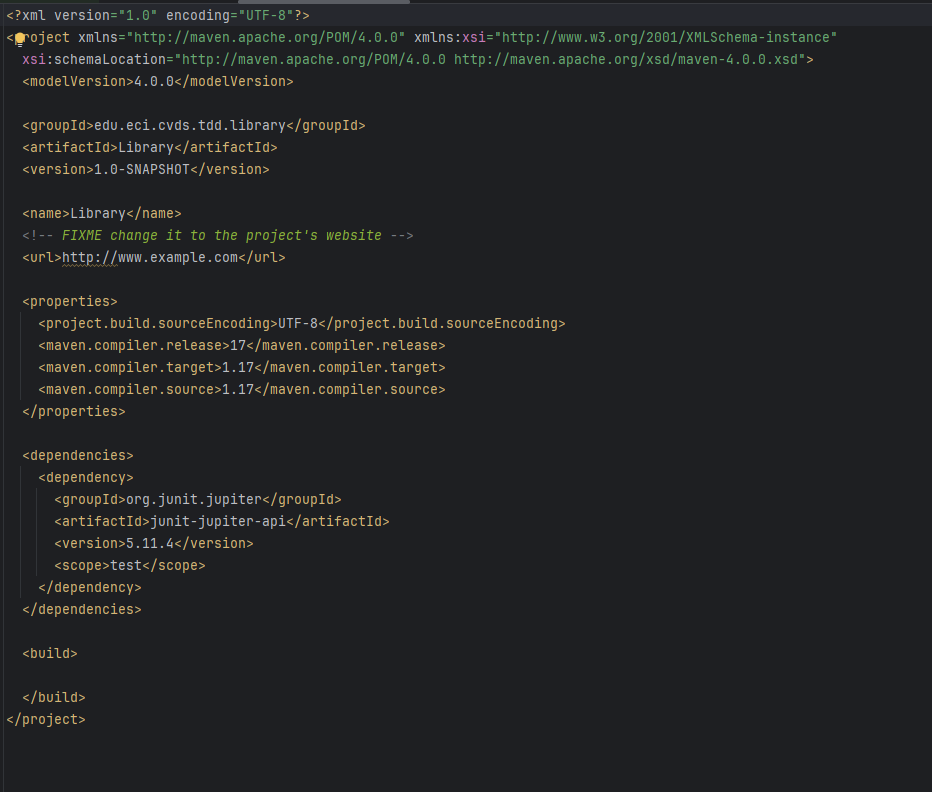 <?xml version="1.0" encoding="UTF-8"?>
<project xmlns="http://maven.apache.org/POM/4.0.0" xmlns:xsi="http://www.w3.org/2001/XMLSchema-instance"
  xsi:schemaLocation="http://maven.apache.org/POM/4.0.0 http://maven.apache.org/xsd/maven-4.0.0.xsd">
  <modelVersion>4.0.0</modelVersion>

  <groupId>edu.eci.cvds.tdd.library</groupId>
  <artifactId>Library</artifactId>
  <version>1.0-SNAPSHOT</version>

  <name>Library</name>
  <!-- FIXME change it to the project's website -->
  <url>http://www.example.com</url>

  <properties>
    <project.build.sourceEncoding>UTF-8</project.build.sourceEncoding>
    <maven.compiler.release>17</maven.compiler.release>
    <maven.compiler.target>1.17</maven.compiler.target>
    <maven.compiler.source>1.17</maven.compiler.source>
  </properties>

  <dependencies>
    <dependency>
      <groupId>org.junit.jupiter</groupId>
      <artifactId>junit-jupiter-api</artifactId>
      <version>5.11.4</version>
      <scope>test</scope>
    </dependency>
  </dependencies>

  <build>

  </build>
</project>